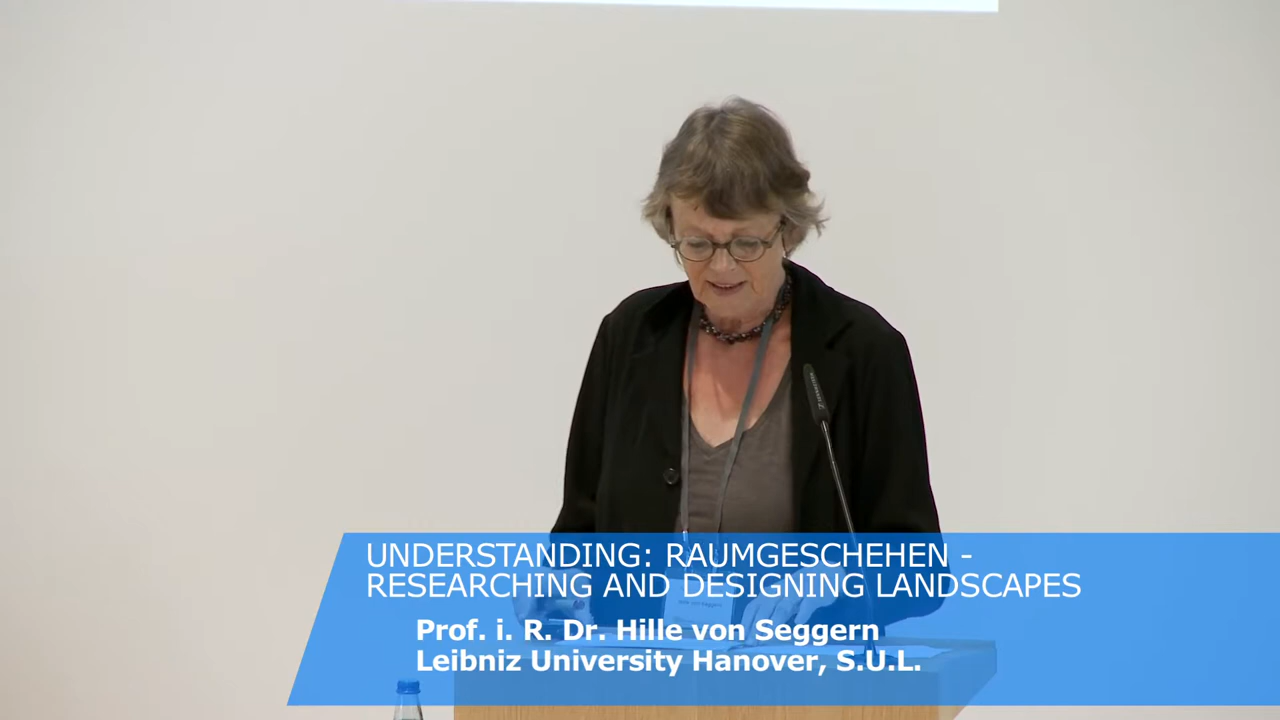 UNDERSTANDING: RAUMGESCHEHEN -
RESEARCHING AND DESIGNING LANDSCAPES
Prof. i. R. Dr. Hille von Seggern
Leibniz University Hanover, S.U.L.